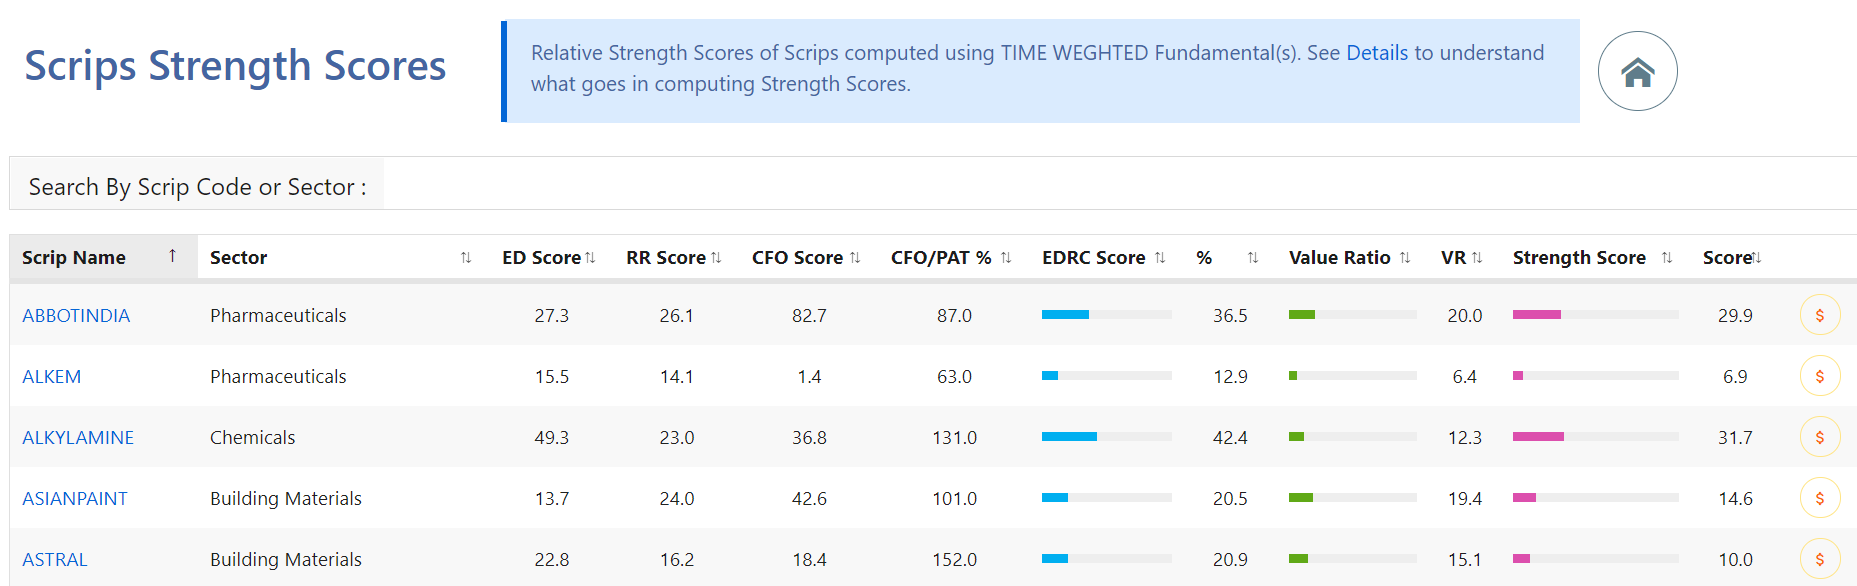 Scrips Strength Scores
Relative Strength Scores of Scrips computed using TIME WEGHTED Fundamental(s). See Details to understand
what goes in computing Strength Scores.
Search By Scrip Code or Sector :
Scrip Name ↑ Sector ED Score RR Score CFO Score CFO/PAT % EDRC Score % Value Ratio VR Strength Score Score
ABBOTINDIA Pharmaceuticals 27.3 26.1 82.7 87.0 36.5 20.0 29.9 $
ALKEM Pharmaceuticals 15.5 14.1 1.4 63.0 12.9 6.4 6.9 $
ALKYLAMINE Chemicals 49.3 23.0 36.8 131.0 42.4 12.3 31.7 $
ASIANPAINT Building Materials 13.7 24.0 42.6 101.0 20.5 19.4 14.6 $
ASTRAL Building Materials 22.8 16.2 18.4 152.0 20.9 15.1 10.0 $